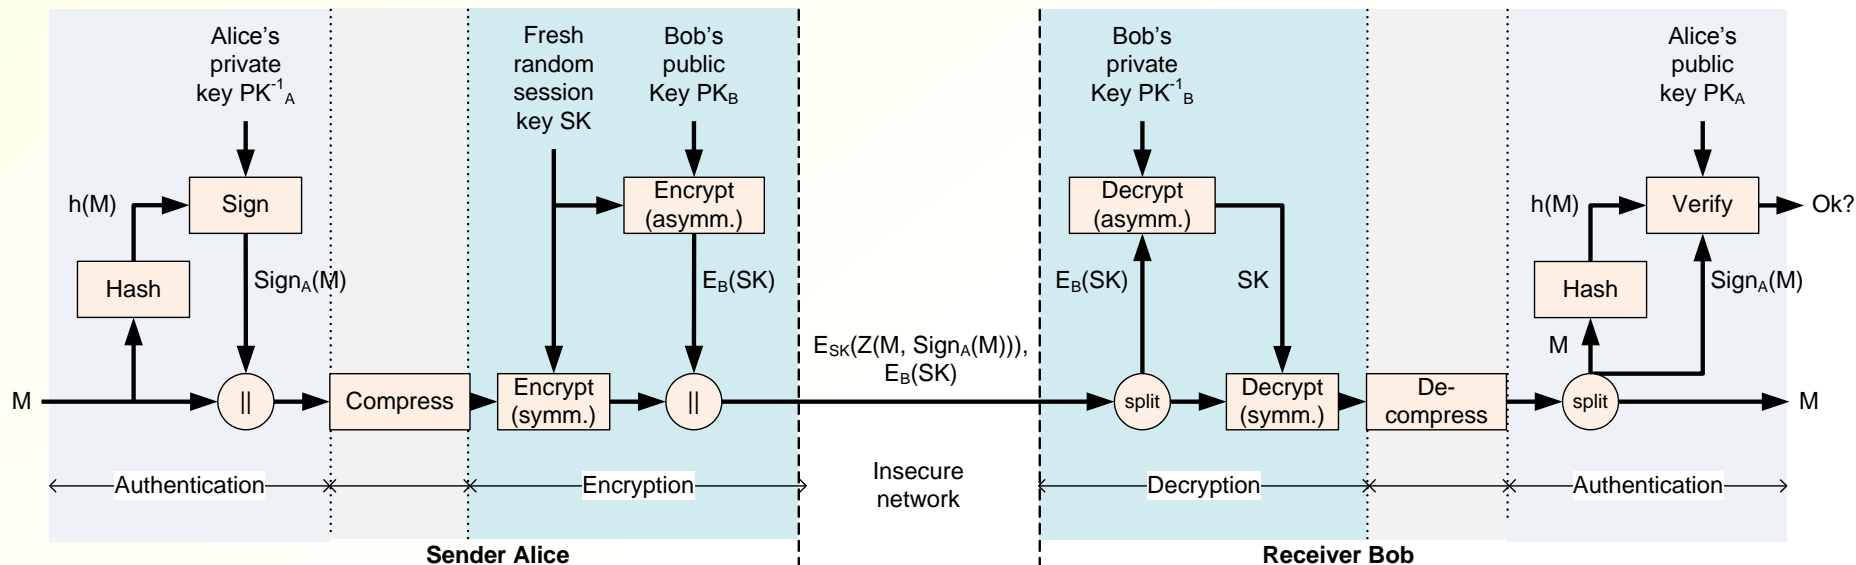 Alice's
private
key PK⁻¹A
Fresh
random
session
key SK
Bob's
public
Key PKB
Bob's
private
Key PK⁻¹B
Alice's
public
key PKA
h(M)
Sign
Encrypt
(asymm.)
Decrypt
(asymm.)
h(M)
Verify
Ok?
Hash
SignA(M)
EB(SK)
EB(SK)
SK
Hash
SignA(M)
M
ESK(Z(M, SignA(M))),
EB(SK)
M
||
Compress
Encrypt
(symm.)
||
split
Decrypt
(symm.)
De-
compress
split
M
Authentication
Encryption
Insecure
network
Decryption
Authentication
Sender Alice
Receiver Bob